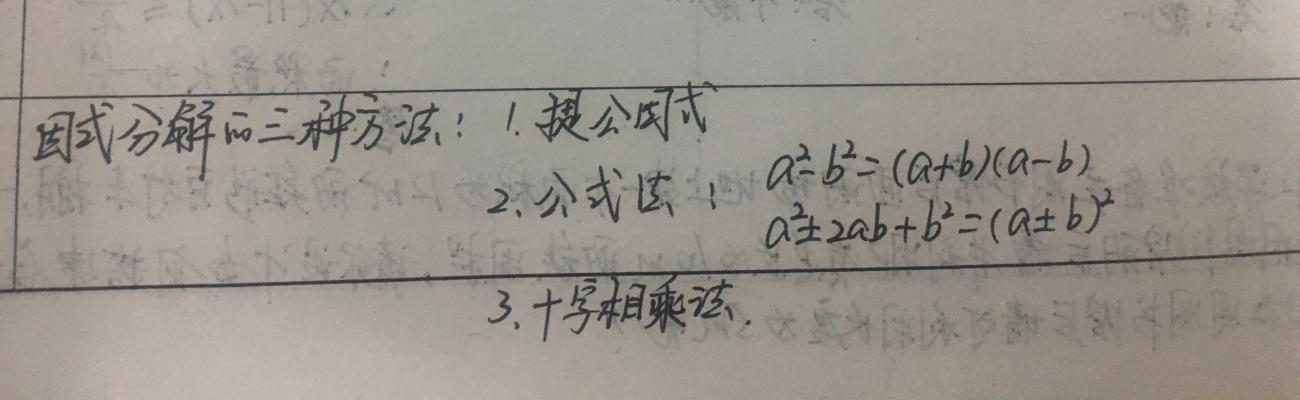 因式分解的三种方法: 1. 提公因式
2、公式法: a²-b²=(a+b)(a-b)
a²±2ab+b²=(a±b)²
3、十字相乘法.